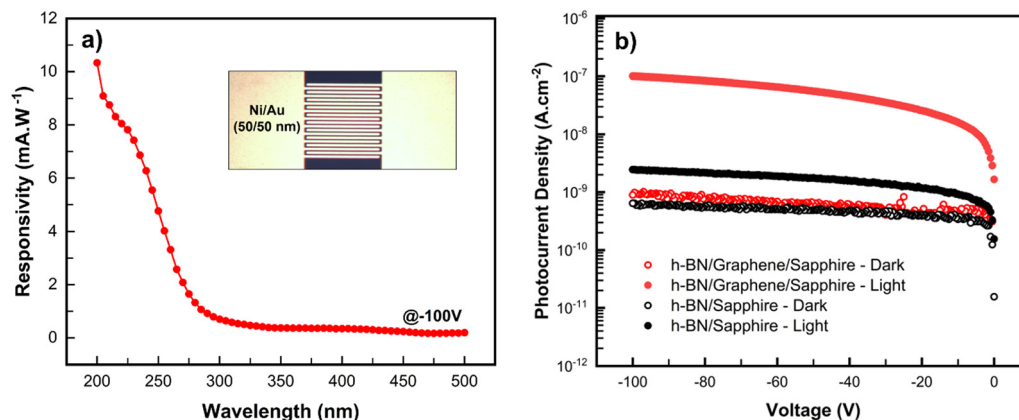 a)
12
10
8
6
4
2
0
Responsivity (mA.W⁻¹)
Ni/Au
(50/50 nm)
@-100V
200 250 300 350 400 450 500
Wavelength (nm)
b)
10⁻⁶
10⁻⁷
10⁻⁸
10⁻⁹
10⁻¹⁰
10⁻¹¹
10⁻¹²
Photocurrent Density (A.cm⁻²)
h-BN/Graphene/Sapphire - Dark
h-BN/Graphene/Sapphire - Light
h-BN/Sapphire - Dark
h-BN/Sapphire - Light
-100 -80 -60 -40 -20 0
Voltage (V)